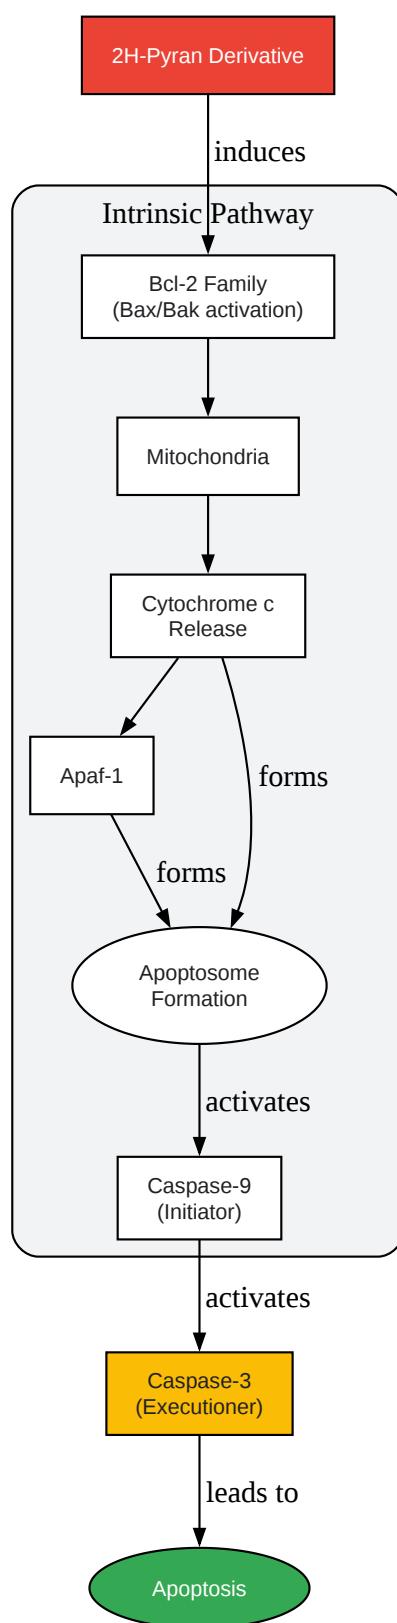 2H-Pyran Derivative
induces
Intrinsic Pathway
Bcl-2 Family
(Bax/Bak activation)
Mitochondria
Cytochrome c
Release
Apaf-1
forms
forms
Apoptosome
Formation
activates
Caspase-9
(Initiator)
activates
Caspase-3
(Executioner)
leads to
Apoptosis